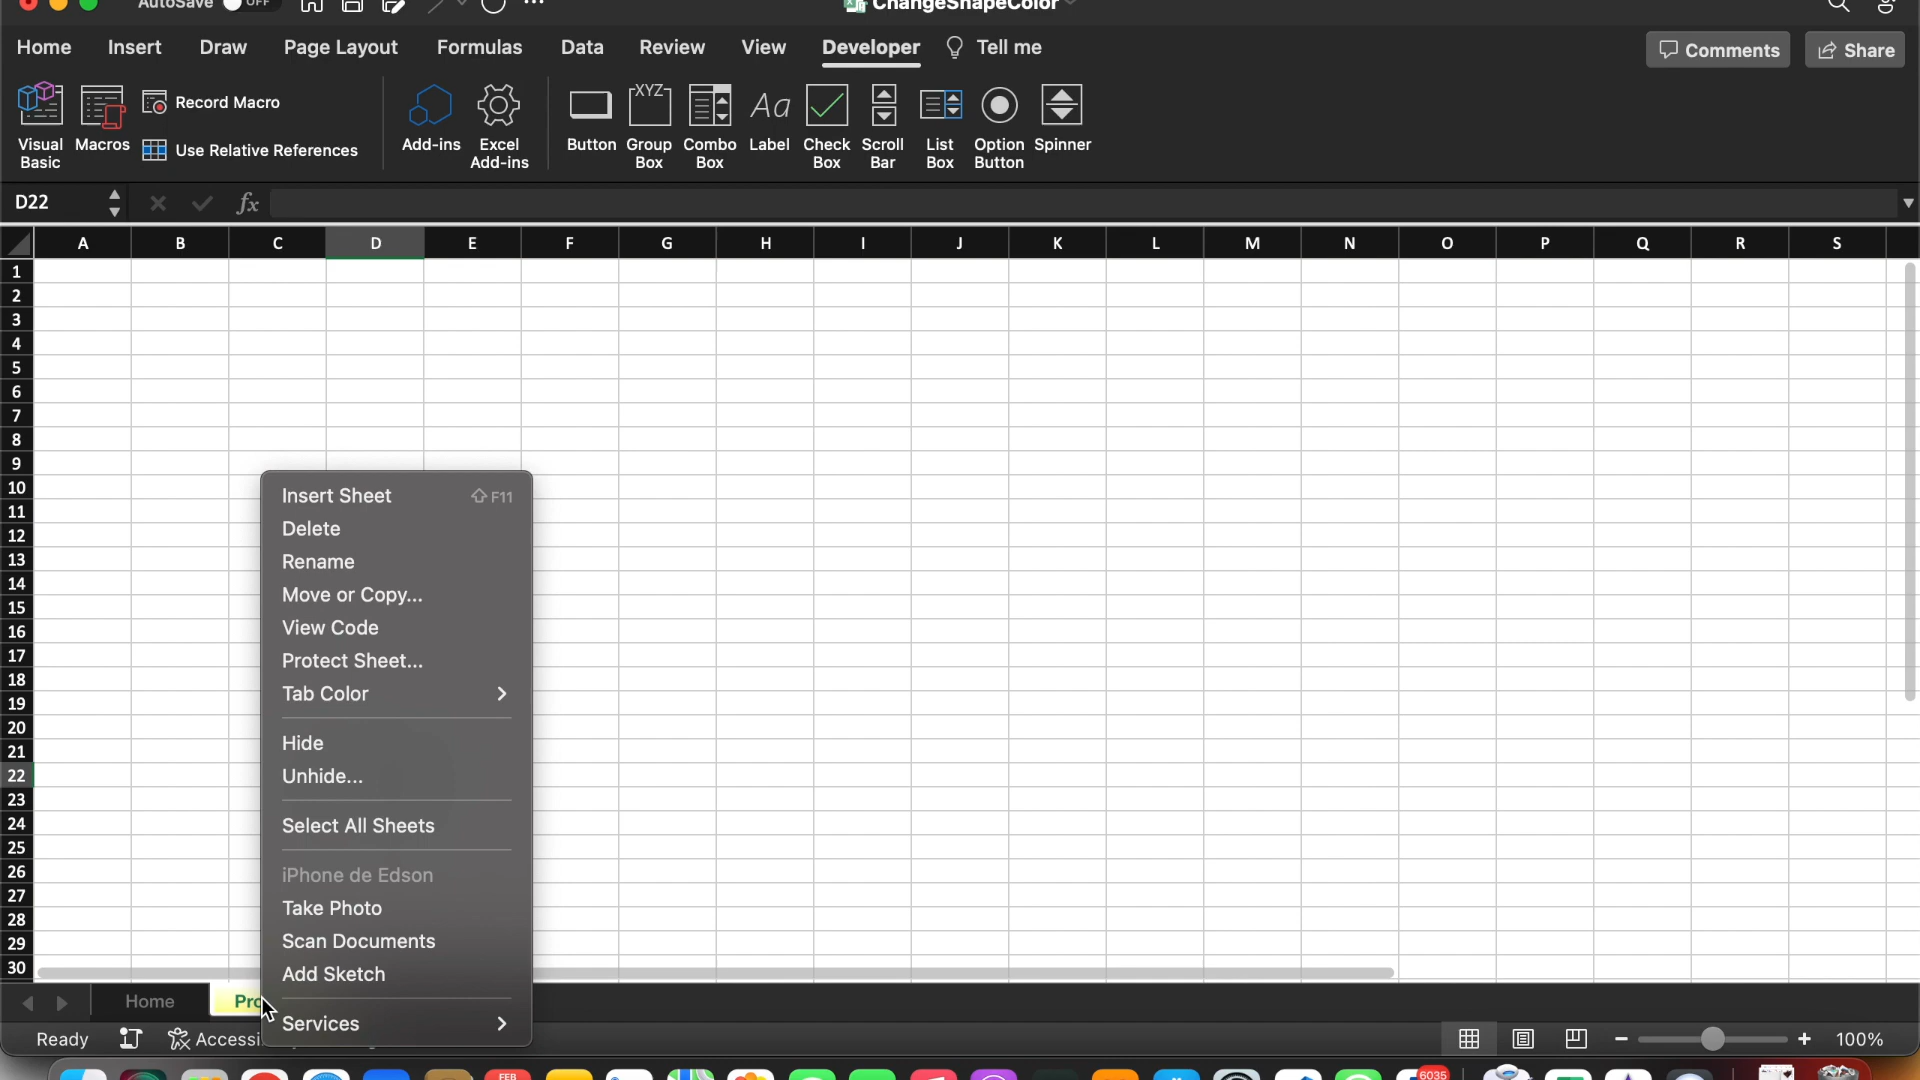 AutoSave OFF ChangeShapeColor
Home Insert Draw Page Layout Formulas Data Review View Developer Tell me Comments Share
Visual Basic
Macros
Record Macro
Use Relative References
Add-ins
Excel Add-ins
Button
XYZ
Group Box
Combo Box
Aa
Label
Check Box
Scroll Bar
List Box
Option Button
Spinner
D22 fx
A B C D E F G H I J K L M N O P Q R S
1
2
3
4
5
6
7
8
9
10
11
12
13
14
15
16
17
18
19
20
21
22
23
24
25
26
27
28
29
30
Insert Sheet ⇧F11
Delete
Rename
Move or Copy...
View Code
Protect Sheet...
Tab Color
Hide
Unhide...
Select All Sheets
iPhone de Edson
Take Photo
Scan Documents
Add Sketch
Services
Home Pro
Ready Accessi 100%
FEB 6035